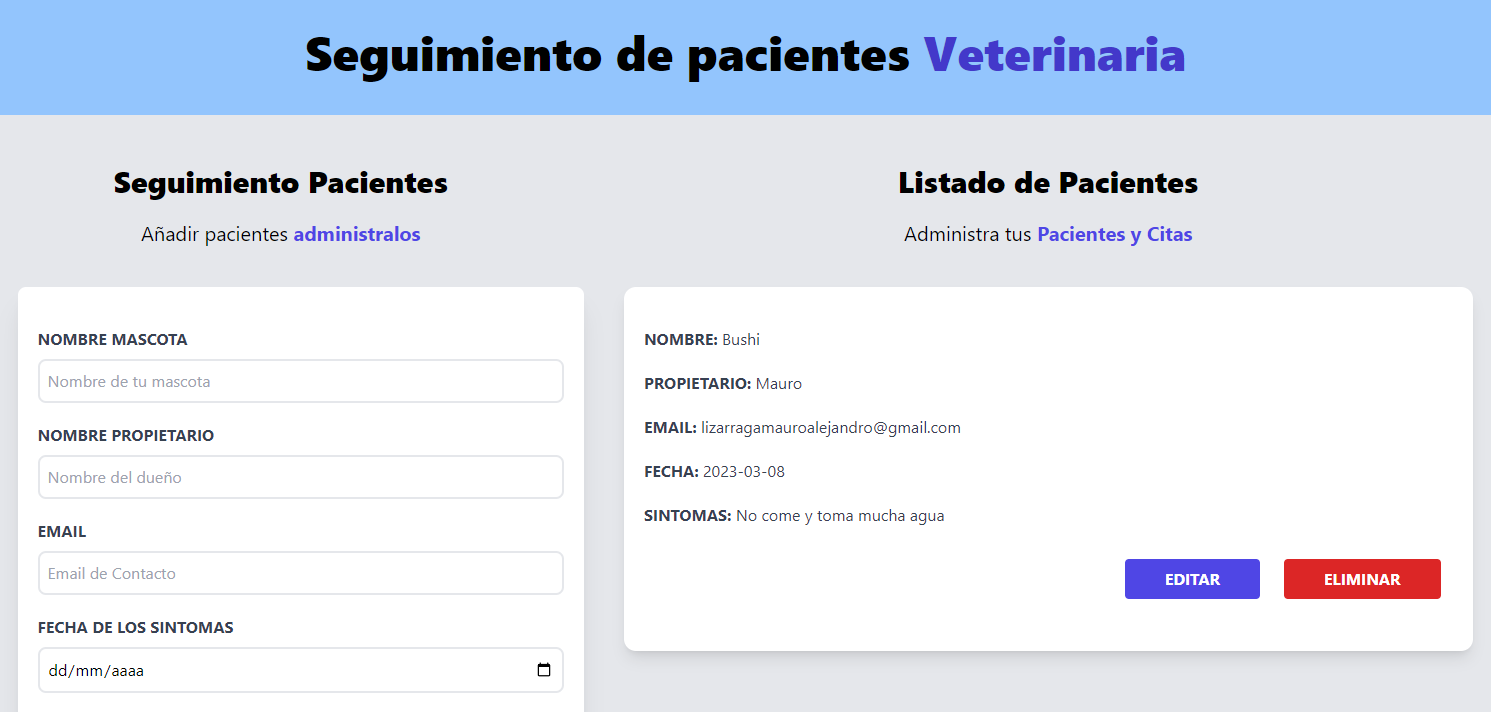 Seguimiento de pacientes Veterinaria
Seguimiento Pacientes
Añadir pacientes administralos
NOMBRE MASCOTA
Nombre de tu mascota
NOMBRE PROPIETARIO
Nombre del dueño
EMAIL
Email de Contacto
FECHA DE LOS SINTOMAS
dd/mm/aaaa
Listado de Pacientes
Administra tus Pacientes y Citas
NOMBRE: Bushi
PROPIETARIO: Mauro
EMAIL: lizarragamauroalejandro@gmail.com
FECHA: 2023-03-08
SINTOMAS: No come y toma mucha agua
EDITAR
ELIMINAR